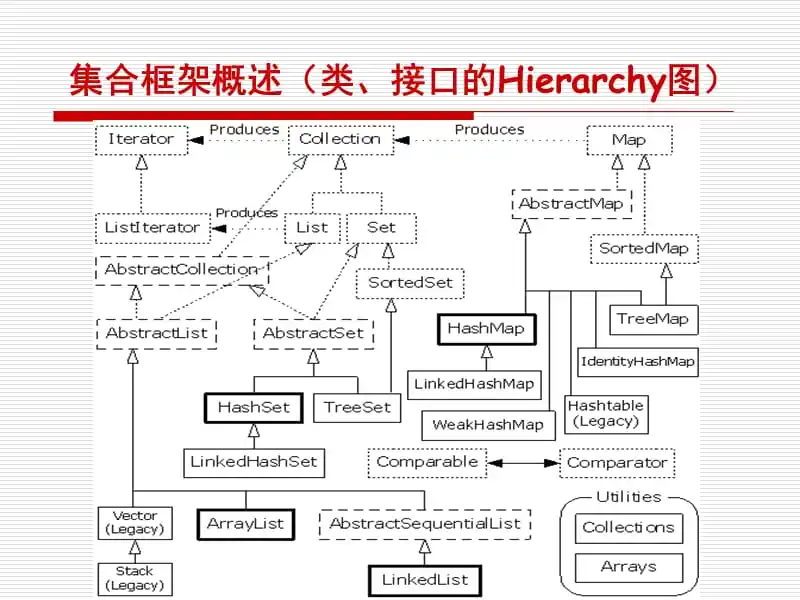 集合框架概述（类、接口的Hierarchy图）
Iterator
Produces
Collection
Produces
Map
AbstractMap
ListIterator
Produces
List
Set
SortedMap
AbstractCollection
SortedSet
AbstractList
AbstractSet
HashMap
TreeMap
IdentityHashMap
LinkedHashMap
HashSet
TreeSet
WeakHashMap
Hashtable
(Legacy)
LinkedHashSet
Comparable
Comparator
Utilities
Vector
(Legacy)
ArrayList
AbstractSequentialList
Collections
Stack
(Legacy)
LinkedList
Arrays